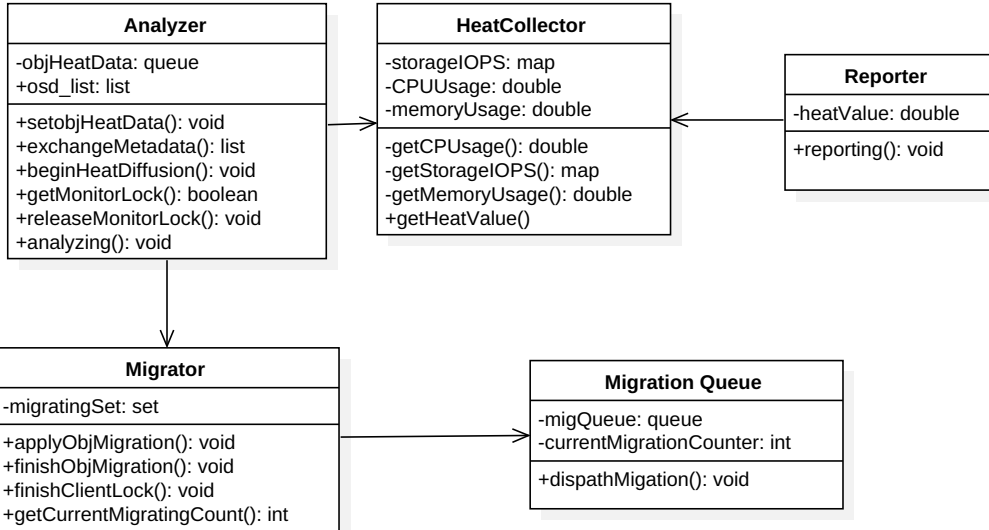 Analyzer
-objHeatData: queue
+osd_list: list
+setobjHeatData(): void
+exchangeMetadata(): list
+beginHeatDiffusion(): void
+getMonitorLock(): boolean
+releaseMonitorLock(): void
+analyzing(): void
HeatCollector
-storageIOPS: map
-CPUUsage: double
-memoryUsage: double
-getCPUsage(): double
-getStorageIOPS(): map
-getMemoryUsage(): double
+getHeatValue()
Reporter
-heatValue: double
+reporting(): void
Migrator
-migratingSet: set
+applyObjMigration(): void
+finishObjMigration(): void
+finishClientLock(): void
+getCurrentMigratingCount(): int
Migration Queue
-migQueue: queue
-currentMigrationCounter: int
+dispathMigation(): void